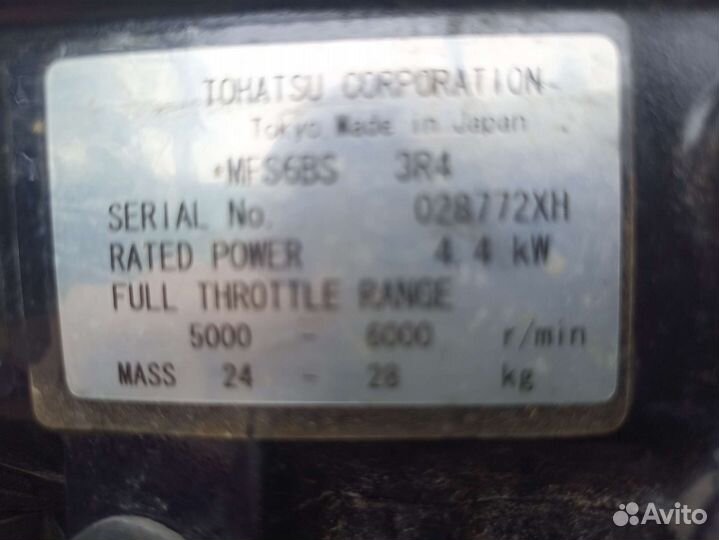 TOHATSU CORPORATION
Tokyo Made in Japan
*MFS6BS 3R4
SERIAL No. 028772XH
RATED POWER 4.4 kW
FULL THROTTLE RANGE
5000 - 6000 r/min
MASS 24 - 28 kg
Avito